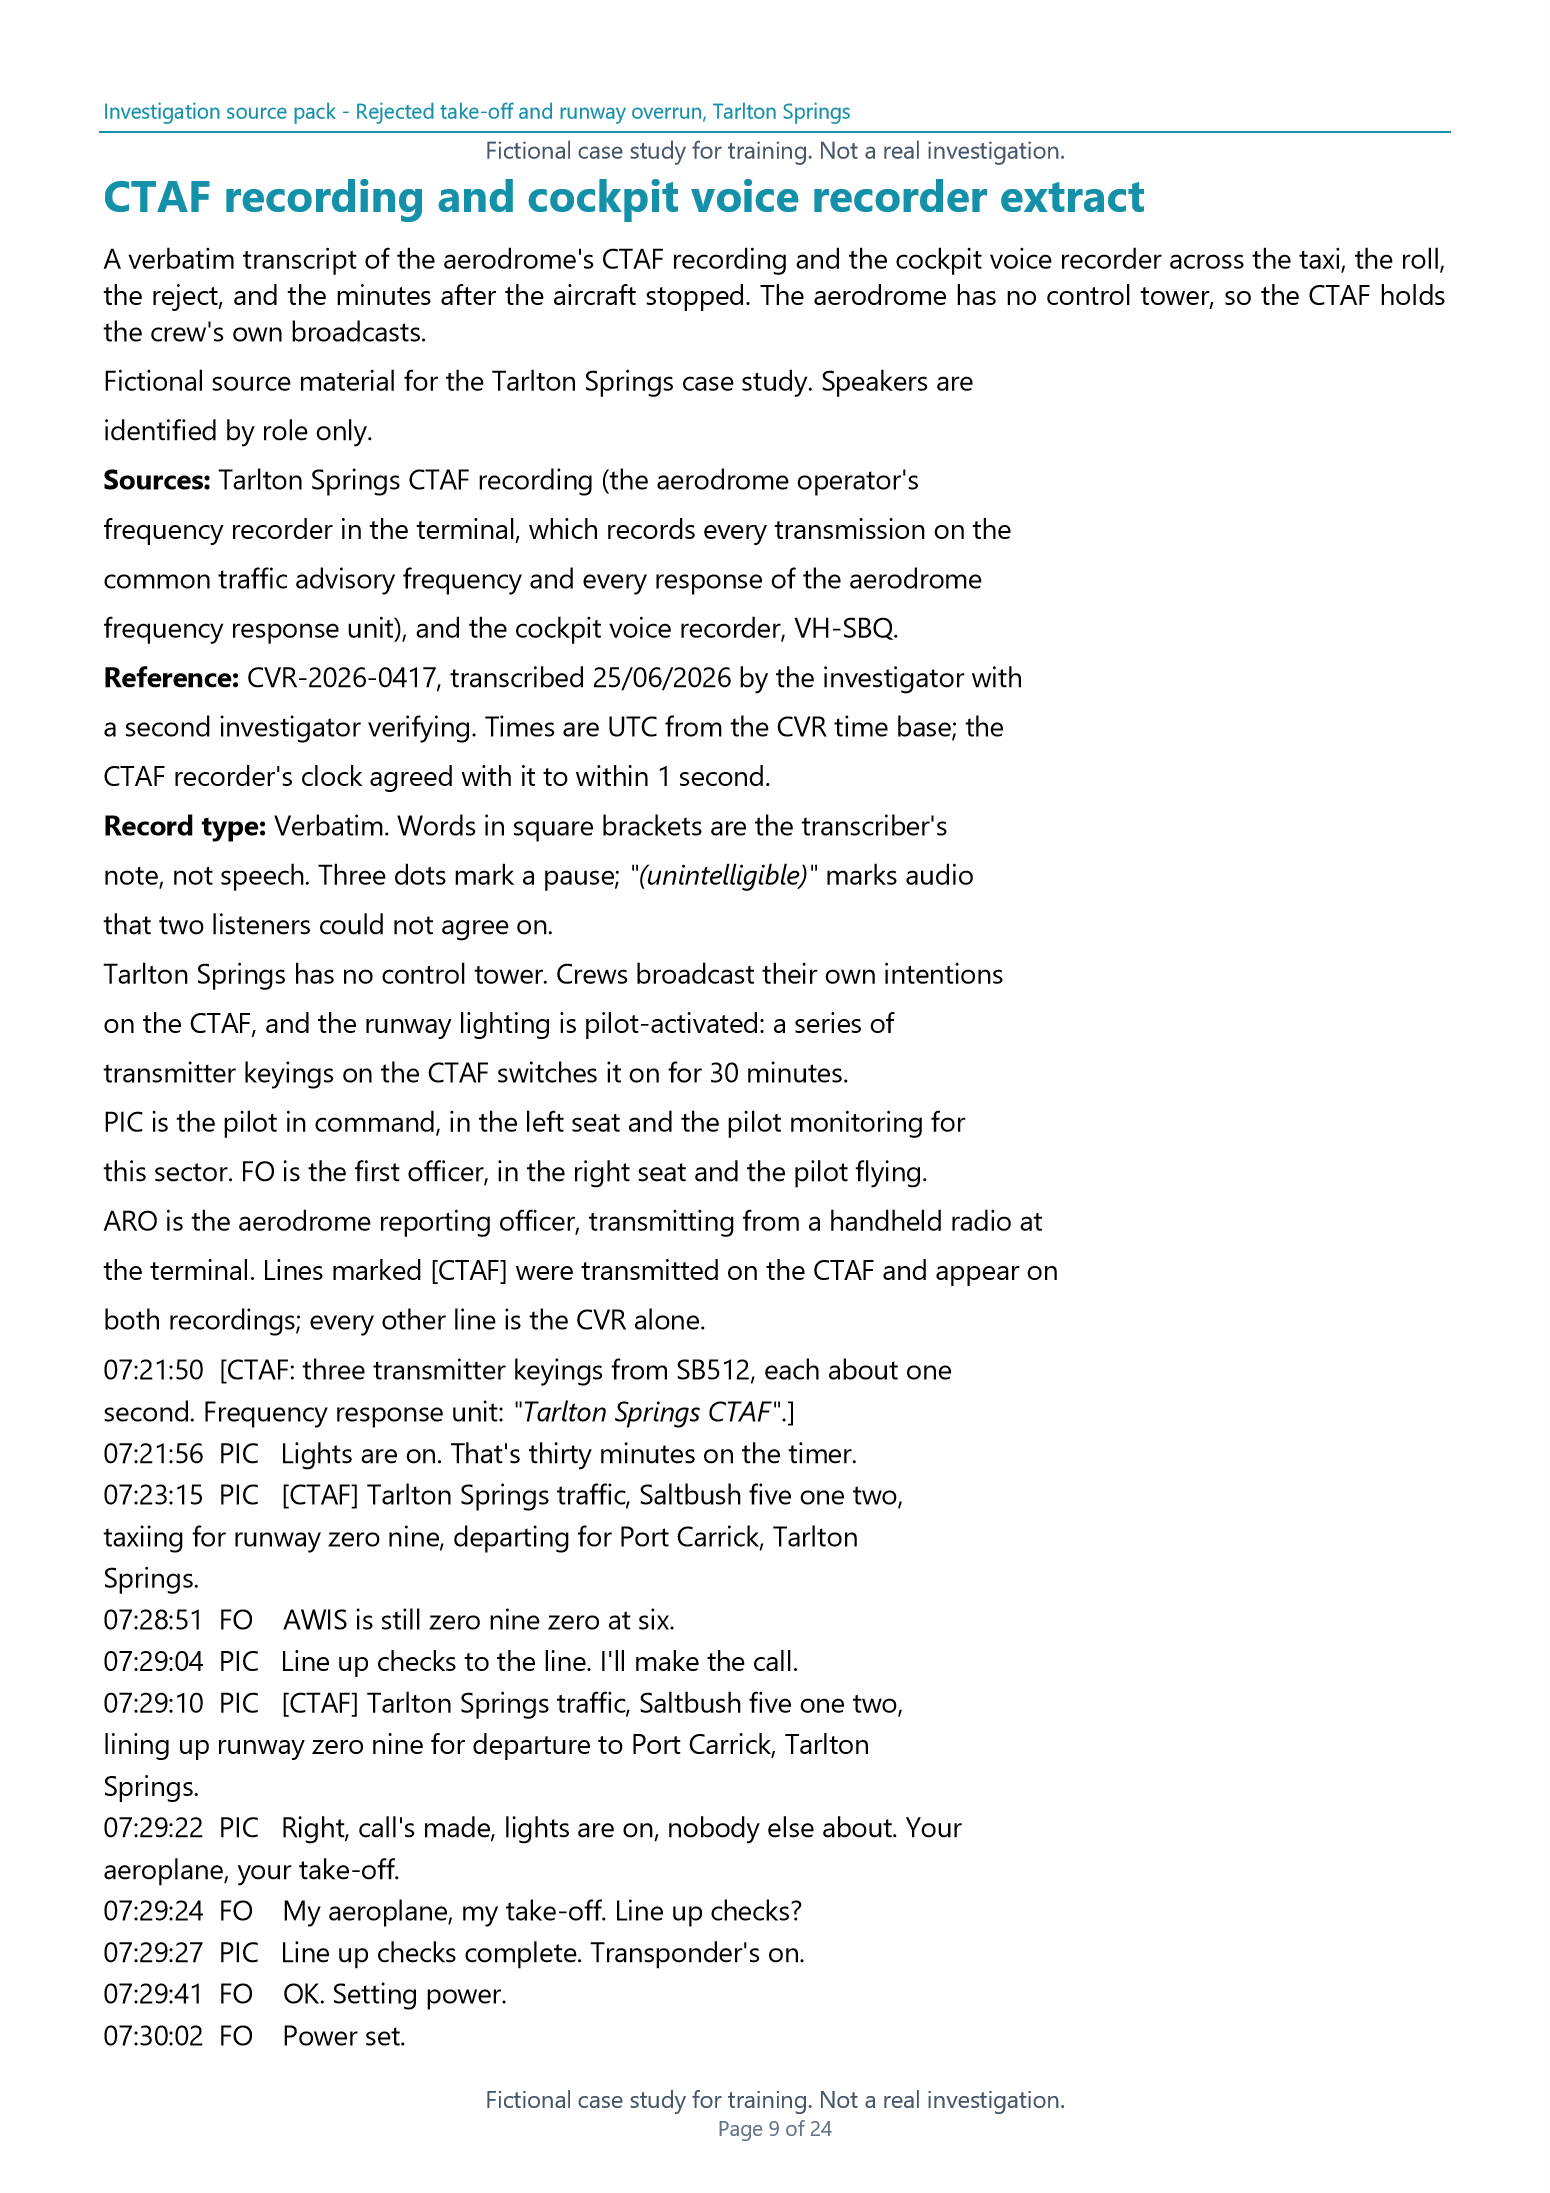 Investigation source pack - Rejected take-off and runway overrun, Tarlton Springs
Fictional case study for training. Not a real investigation.
CTAF recording and cockpit voice recorder extract
A verbatim transcript of the aerodrome's CTAF recording and the cockpit voice recorder across the taxi, the roll,
the reject, and the minutes after the aircraft stopped. The aerodrome has no control tower, so the CTAF holds
the crew's own broadcasts.
Fictional source material for the Tarlton Springs case study. Speakers are
identified by role only.
Sources: Tarlton Springs CTAF recording (the aerodrome operator's
frequency recorder in the terminal, which records every transmission on the
common traffic advisory frequency and every response of the aerodrome
frequency response unit), and the cockpit voice recorder, VH-SBQ.
Reference: CVR-2026-0417, transcribed 25/06/2026 by the investigator with
a second investigator verifying. Times are UTC from the CVR time base; the
CTAF recorder's clock agreed with it to within 1 second.
Record type: Verbatim. Words in square brackets are the transcriber's
note, not speech. Three dots mark a pause; "(unintelligible)" marks audio
that two listeners could not agree on.
Tarlton Springs has no control tower. Crews broadcast their own intentions
on the CTAF, and the runway lighting is pilot-activated: a series of
transmitter keyings on the CTAF switches it on for 30 minutes.
PIC is the pilot in command, in the left seat and the pilot monitoring for
this sector. FO is the first officer, in the right seat and the pilot flying.
ARO is the aerodrome reporting officer, transmitting from a handheld radio at
the terminal. Lines marked [CTAF] were transmitted on the CTAF and appear on
both recordings; every other line is the CVR alone.
07:21:50 [CTAF: three transmitter keyings from SB512, each about one
second. Frequency response unit: "Tarlton Springs CTAF".]
07:21:56 PIC Lights are on. That's thirty minutes on the timer.
07:23:15 PIC [CTAF] Tarlton Springs traffic, Saltbush five one two,
taxiing for runway zero nine, departing for Port Carrick, Tarlton
Springs.
07:28:51 FO AWIS is still zero nine zero at six.
07:29:04 PIC Line up checks to the line. I'll make the call.
07:29:10 PIC [CTAF] Tarlton Springs traffic, Saltbush five one two,
lining up runway zero nine for departure to Port Carrick, Tarlton
Springs.
07:29:22 PIC Right, call's made, lights are on, nobody else about. Your
aeroplane, your take-off.
07:29:24 FO My aeroplane, my take-off. Line up checks?
07:29:27 PIC Line up checks complete. Transponder's on.
07:29:41 FO OK. Setting power.
07:30:02 FO Power set.
Fictional case study for training. Not a real investigation.
Page 9 of 24